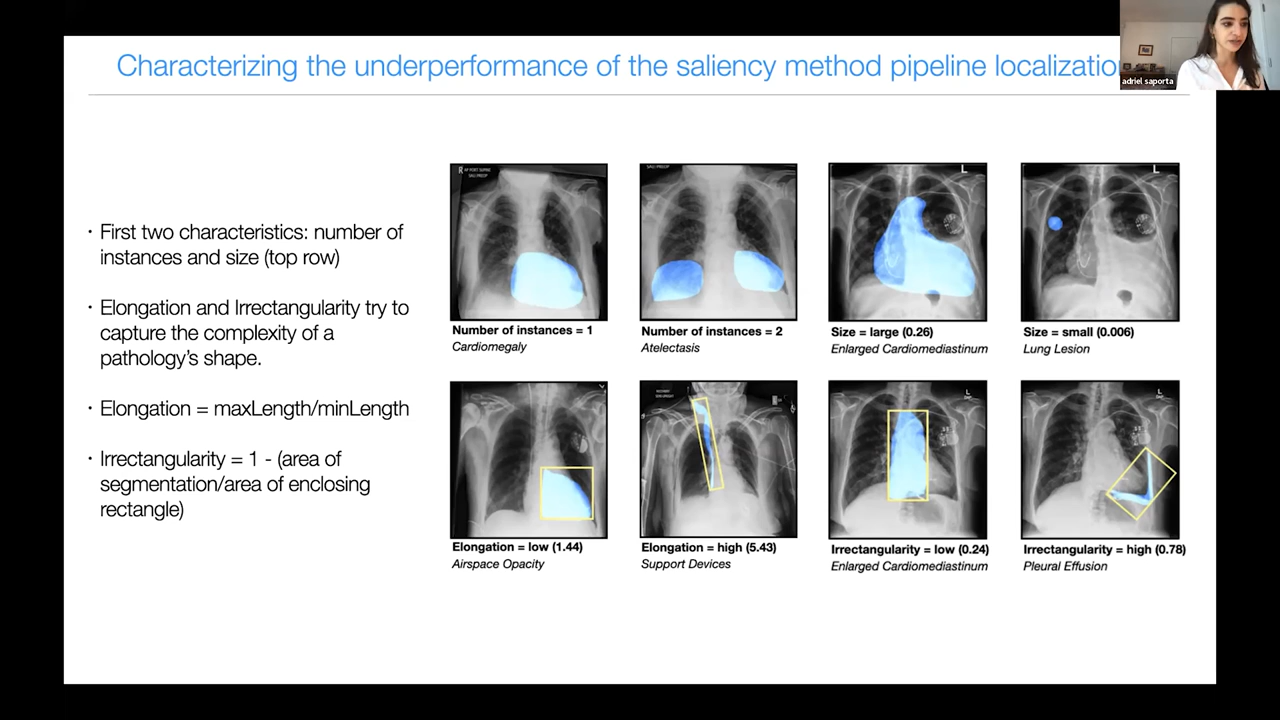 Characterizing the underperformance of the saliency method pipeline localizatio
adriel saporta
• First two characteristics: number of
instances and size (top row)
• Elongation and Irrectangularity try to
capture the complexity of a
pathology's shape.
• Elongation = maxLength/minLength
• Irrectangularity = 1 - (area of
segmentation/area of enclosing
rectangle)
L
L
Number of instances = 1
Cardiomegaly
Number of instances = 2
Atelectasis
Size = large (0.26)
Enlarged Cardiomediastinum
Size = small (0.006)
Lung Lesion
Elongation = low (1.44)
Airspace Opacity
Elongation = high (5.43)
Support Devices
Irrectangularity = low (0.24)
Enlarged Cardiomediastinum
Irrectangularity = high (0.78)
Pleural Effusion